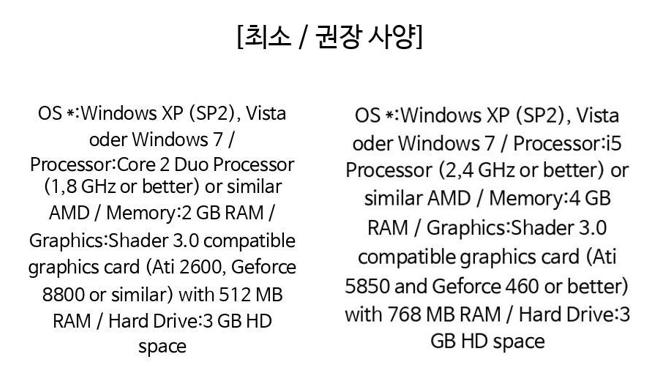 [최소 / 권장 사양]
OS *:Windows XP (SP2), Vista
oder Windows 7 /
Processor:Core 2 Duo Processor
(1,8 GHz or better) or similar
AMD / Memory:2 GB RAM /
Graphics:Shader 3.0 compatible
graphics card (Ati 2600, Geforce
8800 or similar) with 512 MB
RAM / Hard Drive:3 GB HD
space
OS *:Windows XP (SP2), Vista
oder Windows 7 / Processor:i5
Processor (2,4 GHz or better) or
similar AMD / Memory:4 GB
RAM / Graphics:Shader 3.0
compatible graphics card (Ati
5850 and Geforce 460 or better)
with 768 MB RAM / Hard Drive:3
GB HD space